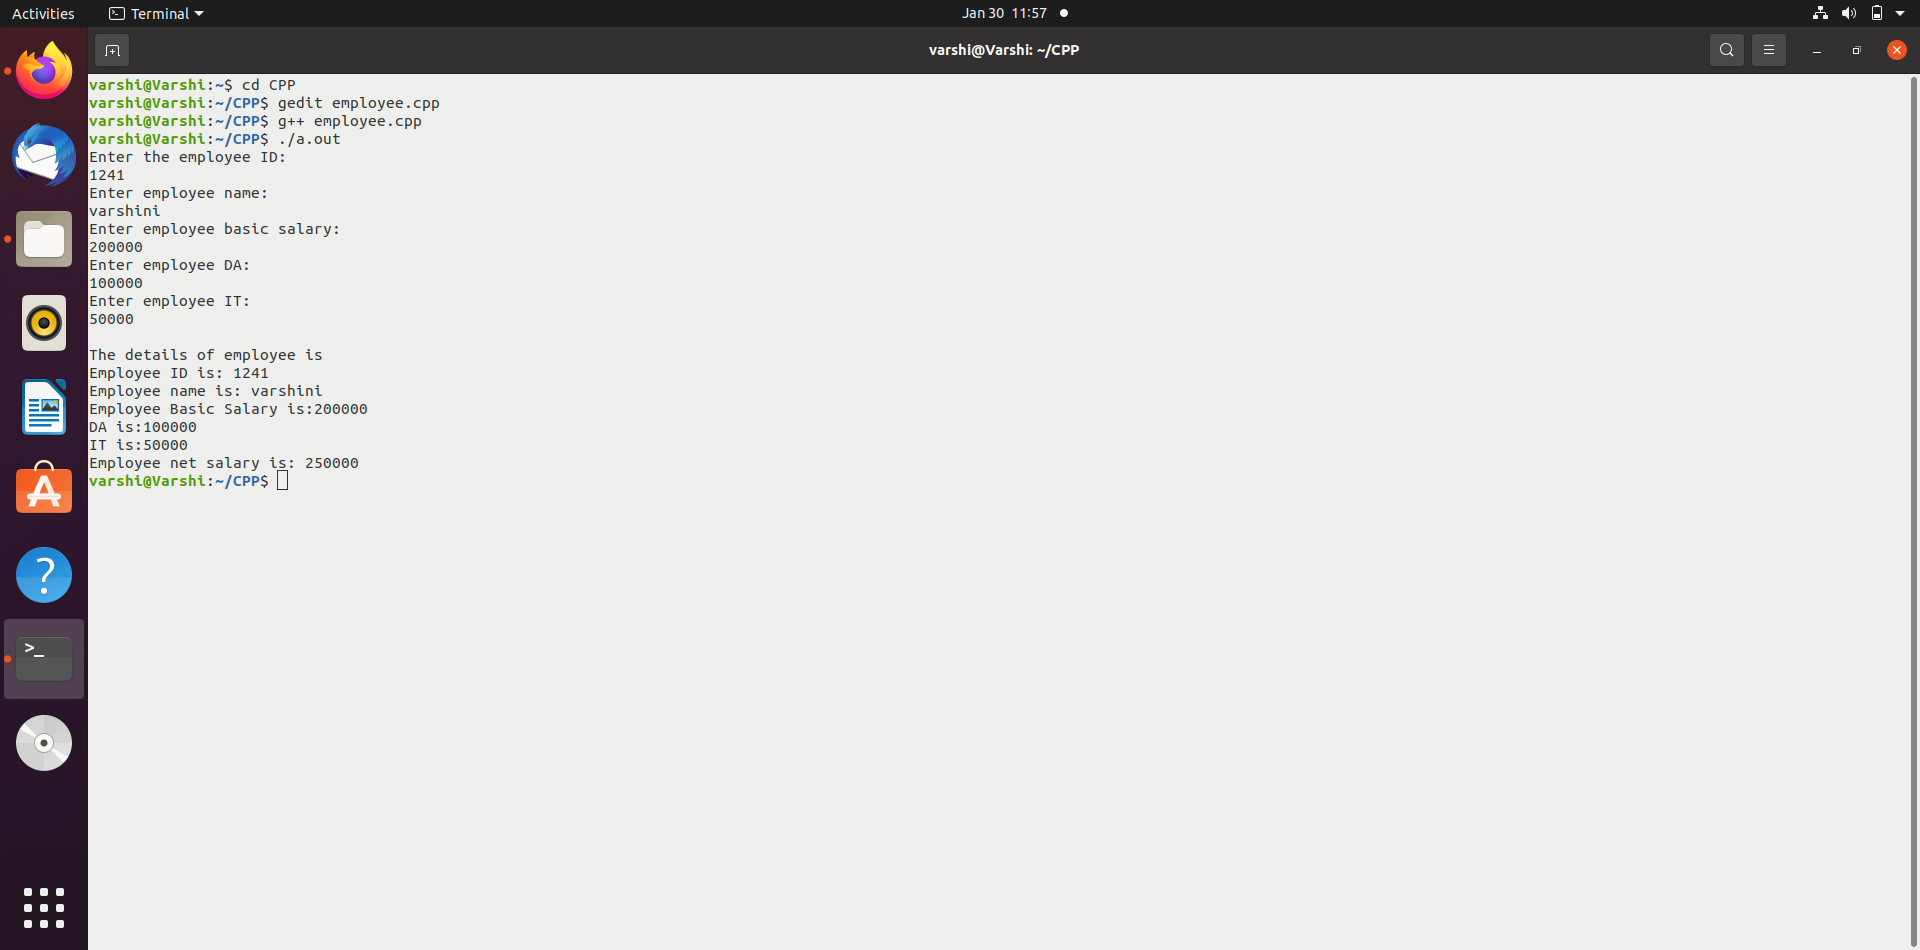 Activities
Terminal
Jan 30 11:57
varshi@Varshi: ~/CPP
varshi@Varshi:~$ cd CPP
varshi@Varshi:~/CPP$ gedit employee.cpp
varshi@Varshi:~/CPP$ g++ employee.cpp
varshi@Varshi:~/CPP$ ./a.out
Enter the employee ID:
1241
Enter employee name:
varshini
Enter employee basic salary:
200000
Enter employee DA:
100000
Enter employee IT:
50000
The details of employee is
Employee ID is: 1241
Employee name is: varshini
Employee Basic Salary is:200000
DA is:100000
IT is:50000
Employee net salary is: 250000
varshi@Varshi:~/CPP$